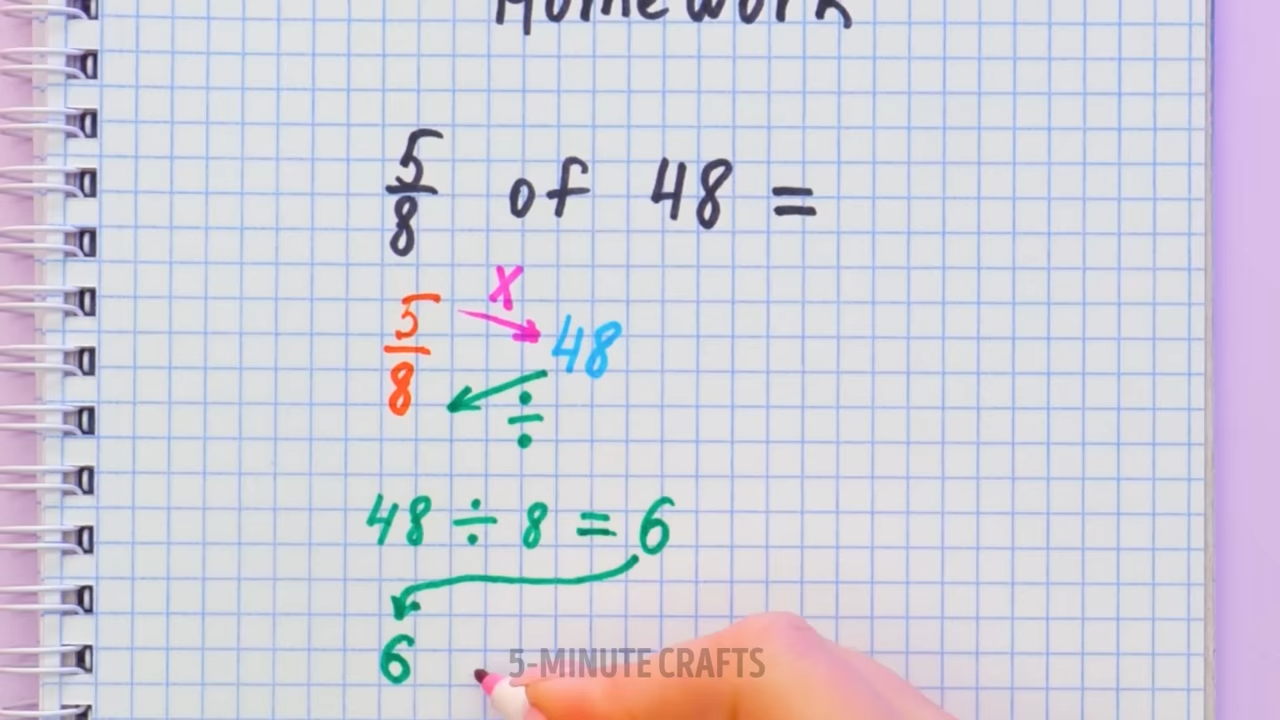 Homework
5/8 of 48 =
5/8 x 48
÷
48 ÷ 8 = 6
6
5-MINUTE CRAFTS